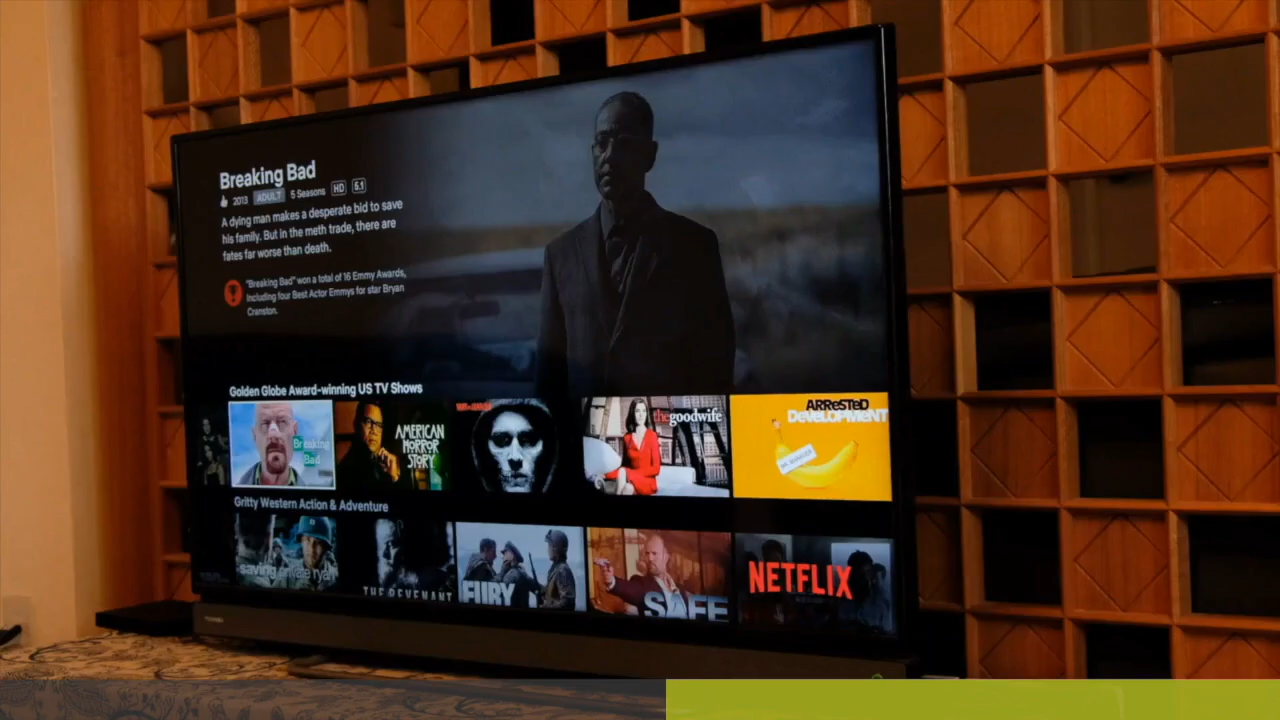 Breaking Bad
2013 ADULT 5 Seasons HD 5.1
A dying man makes a desperate bid to save
his family. But in the meth trade, there are
fates far worse than death.
"Breaking Bad" won a total of 16 Emmy Awards,
including four Best Actor Emmys for star Bryan
Cranston.
Golden Globe Award-winning US TV Shows
Breaking
Bad
AMERICAN
HORROR
STORY
thegoodwife
ARRESTED
DEVELOPMENT
MR. MANAGER
Gritty Western Action & Adventure
saving private ryan
THE REVENANT
FURY
SAFE
NETFLIX
TOSHIBA